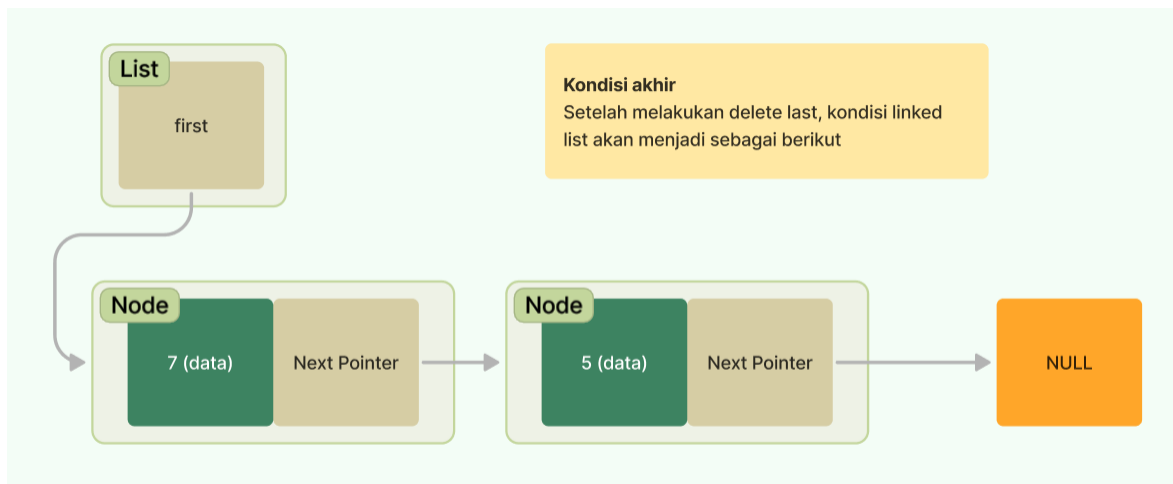 List
first
Kondisi akhir
Setelah melakukan delete last, kondisi linked
list akan menjadi sebagai berikut
Node
7 (data)
Next Pointer
Node
5 (data)
Next Pointer
NULL